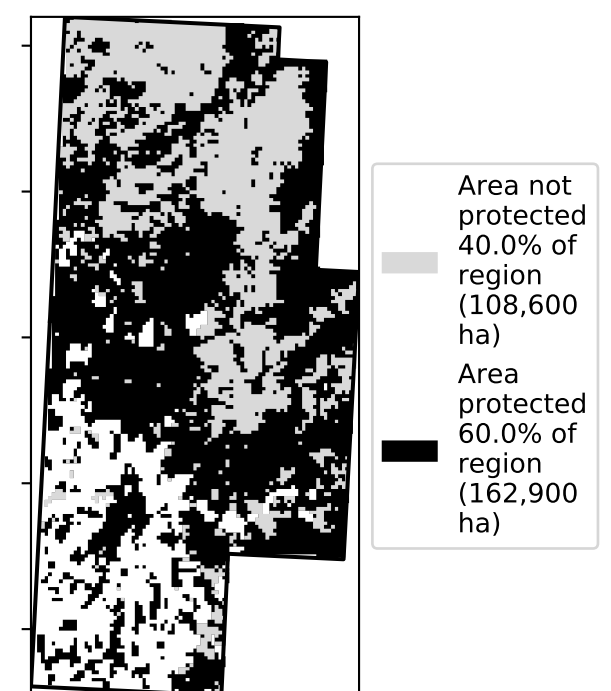 Area not
protected
40.0% of
region
(108,600
ha)
Area
protected
60.0% of
region
(162,900
ha)